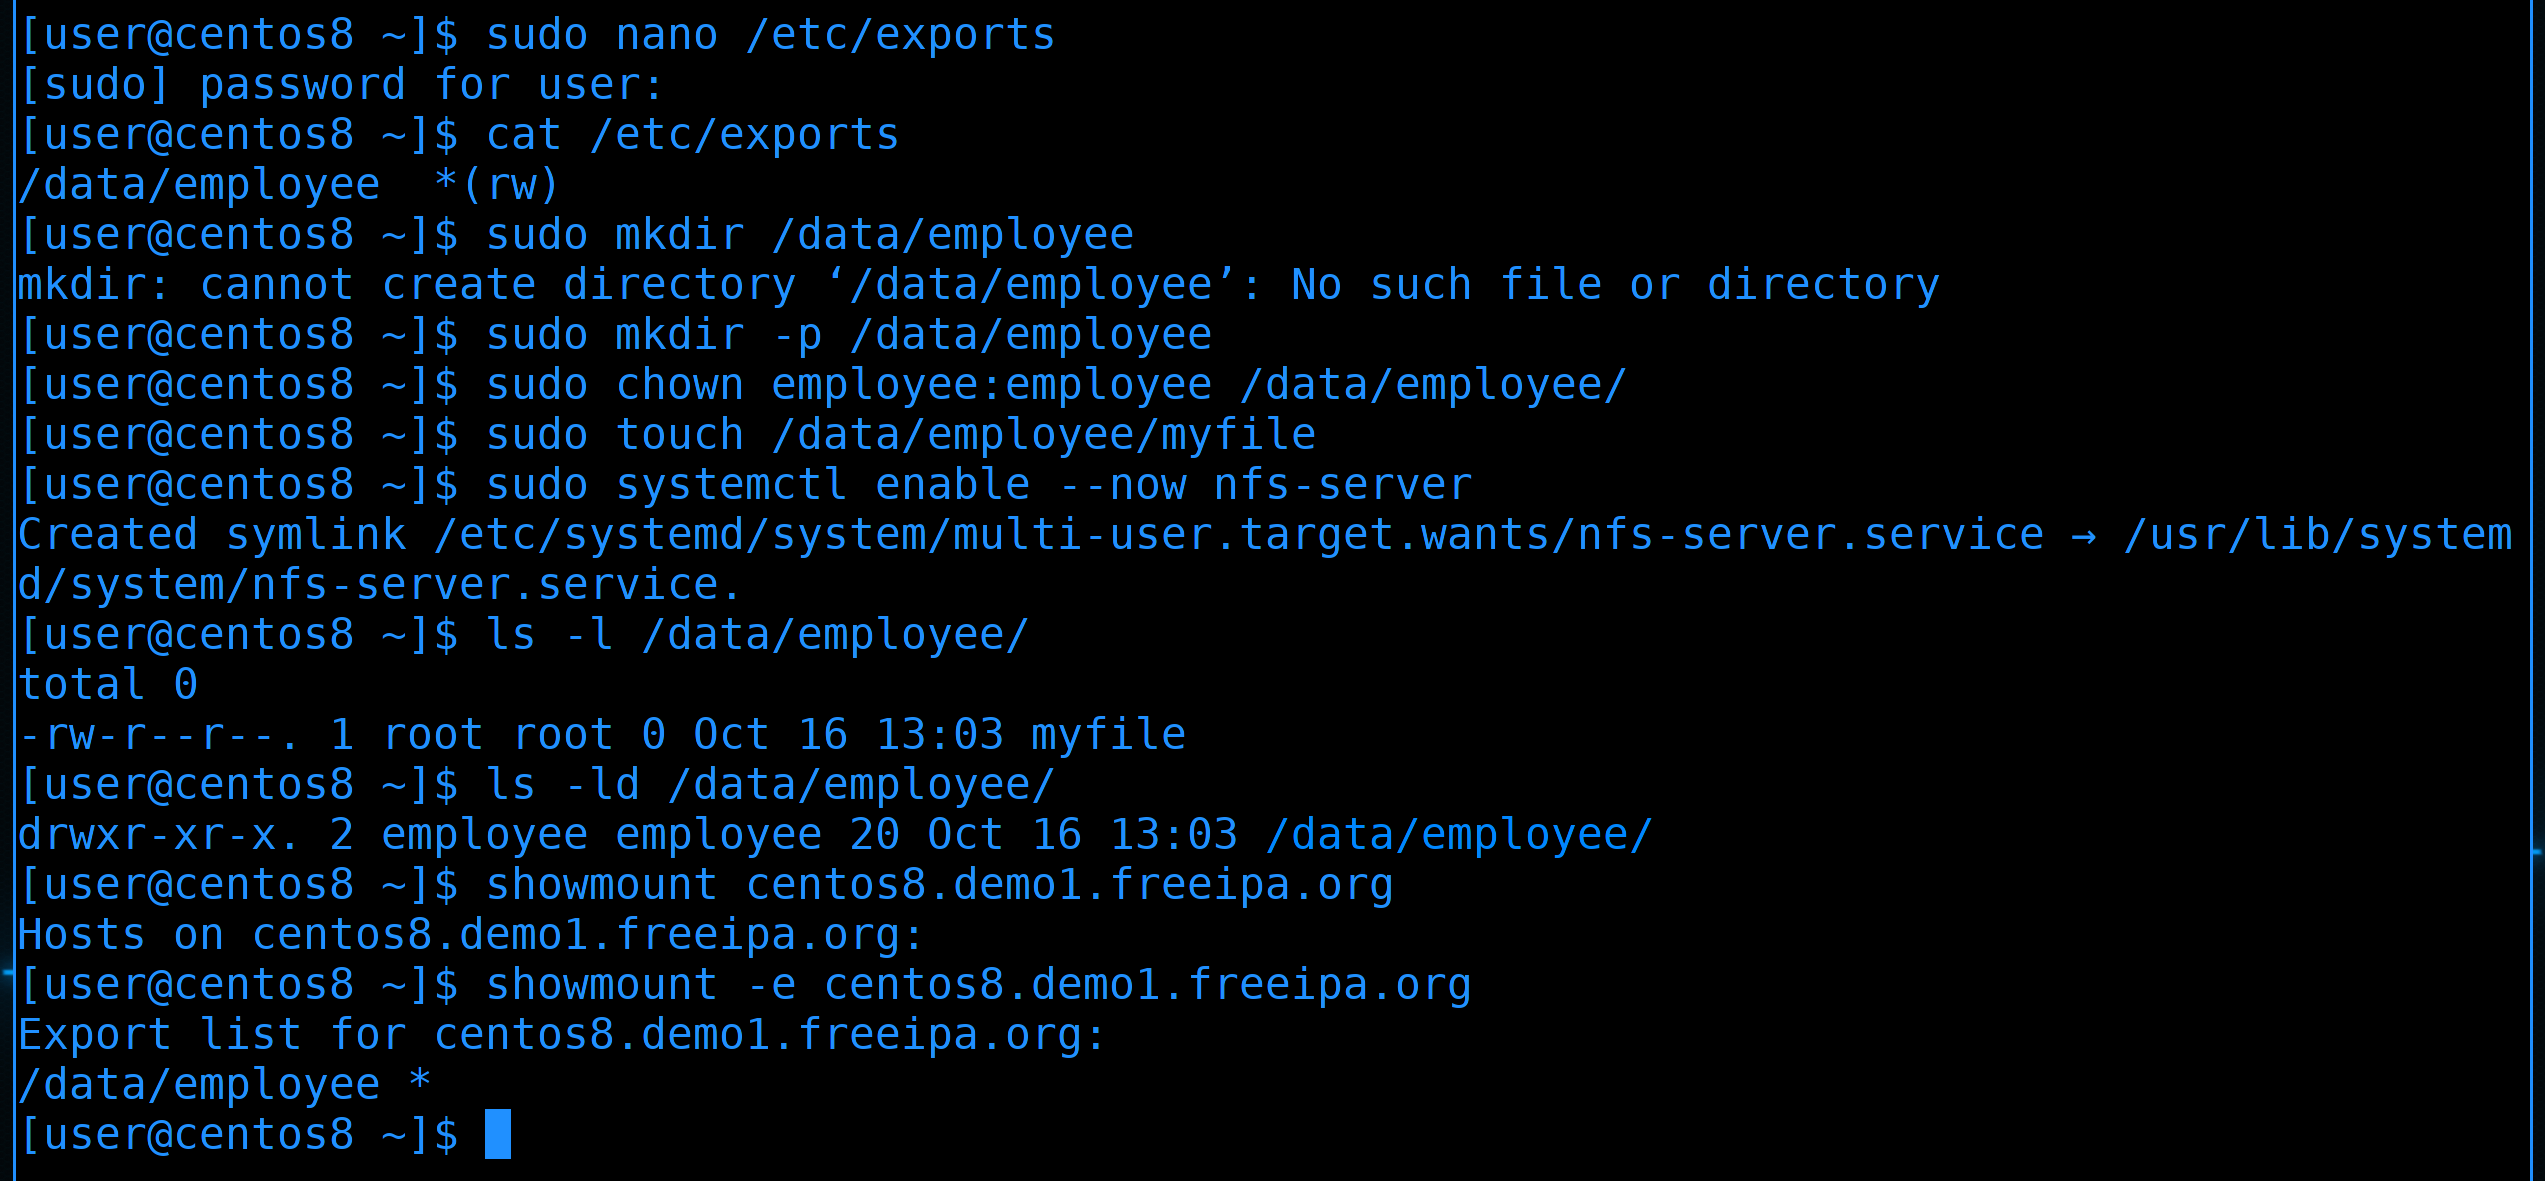 [user@centos8 ~]$ sudo nano /etc/exports
[sudo] password for user:
[user@centos8 ~]$ cat /etc/exports
/data/employee  *(rw)
[user@centos8 ~]$ sudo mkdir /data/employee
mkdir: cannot create directory ‘/data/employee’: No such file or directory
[user@centos8 ~]$ sudo mkdir -p /data/employee
[user@centos8 ~]$ sudo chown employee:employee /data/employee/
[user@centos8 ~]$ sudo touch /data/employee/myfile
[user@centos8 ~]$ sudo systemctl enable --now nfs-server
Created symlink /etc/systemd/system/multi-user.target.wants/nfs-server.service → /usr/lib/system
d/system/nfs-server.service.
[user@centos8 ~]$ ls -l /data/employee/
total 0
-rw-r--r--. 1 root root 0 Oct 16 13:03 myfile
[user@centos8 ~]$ ls -ld /data/employee/
drwxr-xr-x. 2 employee employee 20 Oct 16 13:03 /data/employee/
[user@centos8 ~]$ showmount centos8.demo1.freeipa.org
Hosts on centos8.demo1.freeipa.org:
[user@centos8 ~]$ showmount -e centos8.demo1.freeipa.org
Export list for centos8.demo1.freeipa.org:
/data/employee *
[user@centos8 ~]$